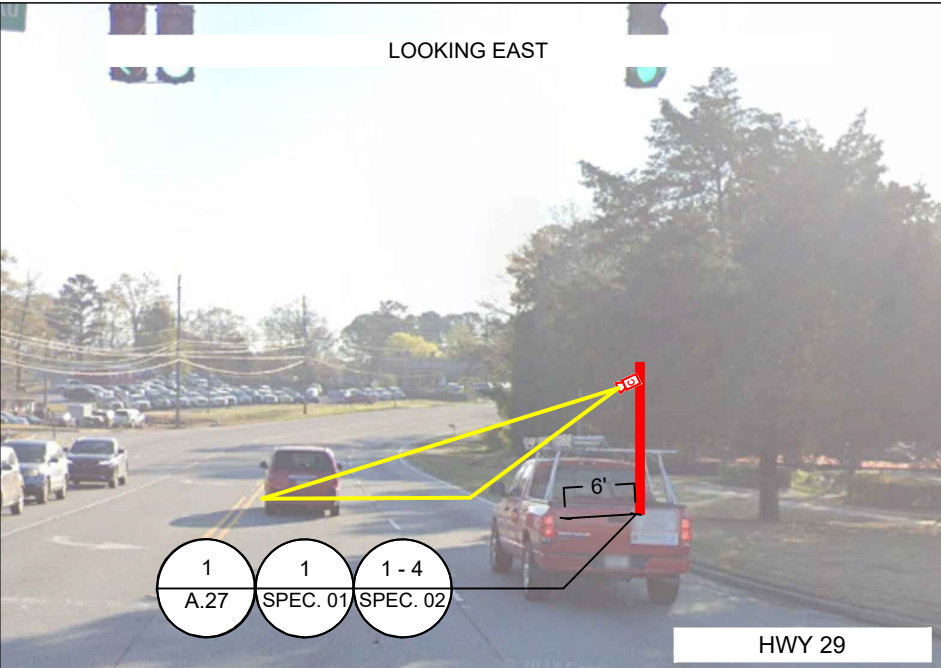 LOOKING EAST
6'
1
A.27
1
SPEC. 01
1 - 4
SPEC. 02
HWY 29